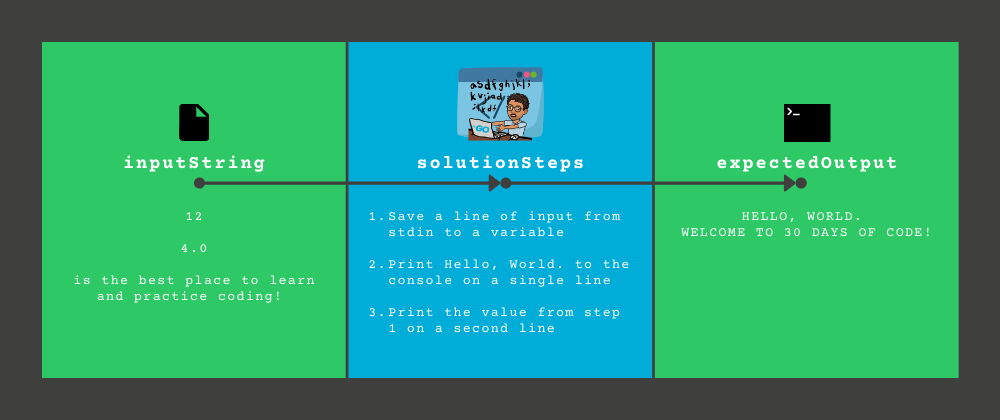 asdfghjkl;
GO
inputString
12
4.0
is the best place to learn
and practice coding!
solutionSteps
1.Save a line of input from
stdin to a variable
2.Print Hello, World. to the
console on a single line
3.Print the value from step
1 on a second line
>_
expectedOutput
HELLO, WORLD.
WELCOME TO 30 DAYS OF CODE!